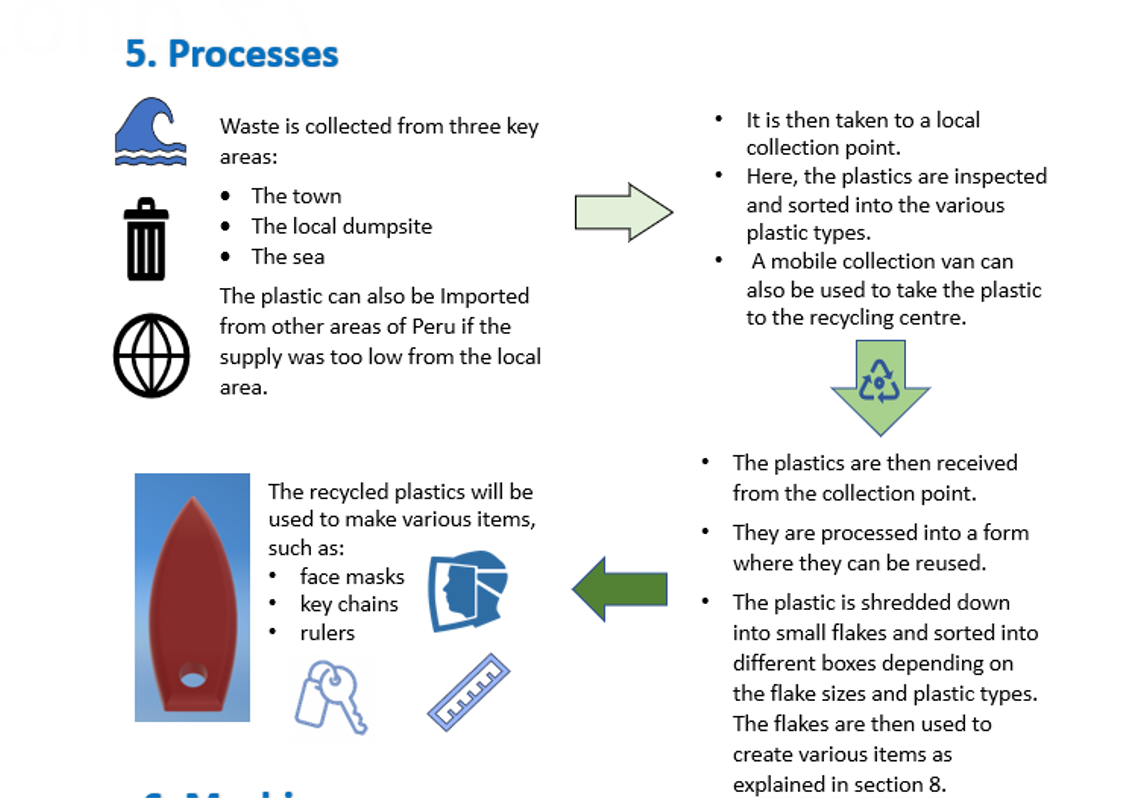 5. Processes
Waste is collected from three key
areas:
• The town
• The local dumpsite
• The sea
The plastic can also be Imported
from other areas of Peru if the
supply was too low from the local
area.
• It is then taken to a local
collection point.
• Here, the plastics are inspected
and sorted into the various
plastic types.
• A mobile collection van can
also be used to take the plastic
to the recycling centre.
• The plastics are then received
from the collection point.
• They are processed into a form
where they can be reused.
• The plastic is shredded down
into small flakes and sorted into
different boxes depending on
the flake sizes and plastic types.
The flakes are then used to
create various items as
explained in section 8.
The recycled plastics will be
used to make various items,
such as:
• face masks
• key chains
• rulers